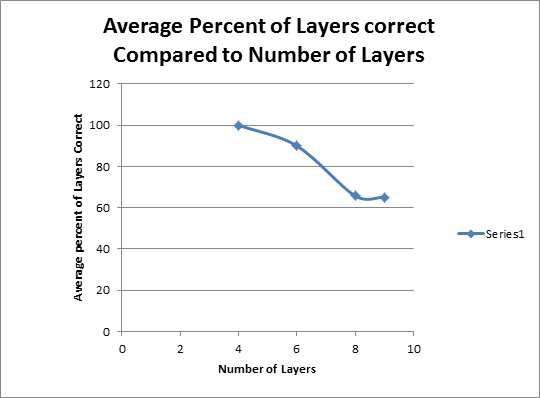 Average Percent of Layers correct
Compared to Number of Layers
120
100
80
60
40
20
0
Average percent of Layers Correct
0 2 4 6 8 10
Number of Layers
Series1